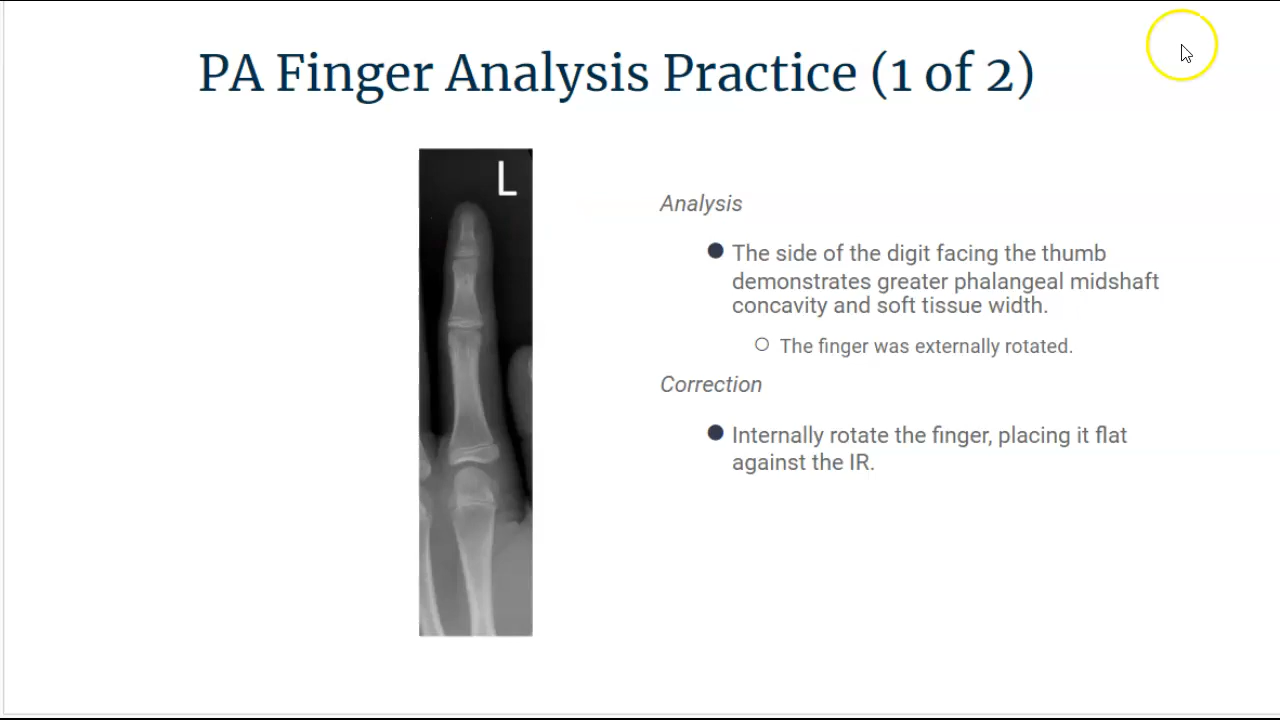 PA Finger Analysis Practice (1 of 2)
L
Analysis
The side of the digit facing the thumb
demonstrates greater phalangeal midshaft
concavity and soft tissue width.
The finger was externally rotated.
Correction
Internally rotate the finger, placing it flat
against the IR.